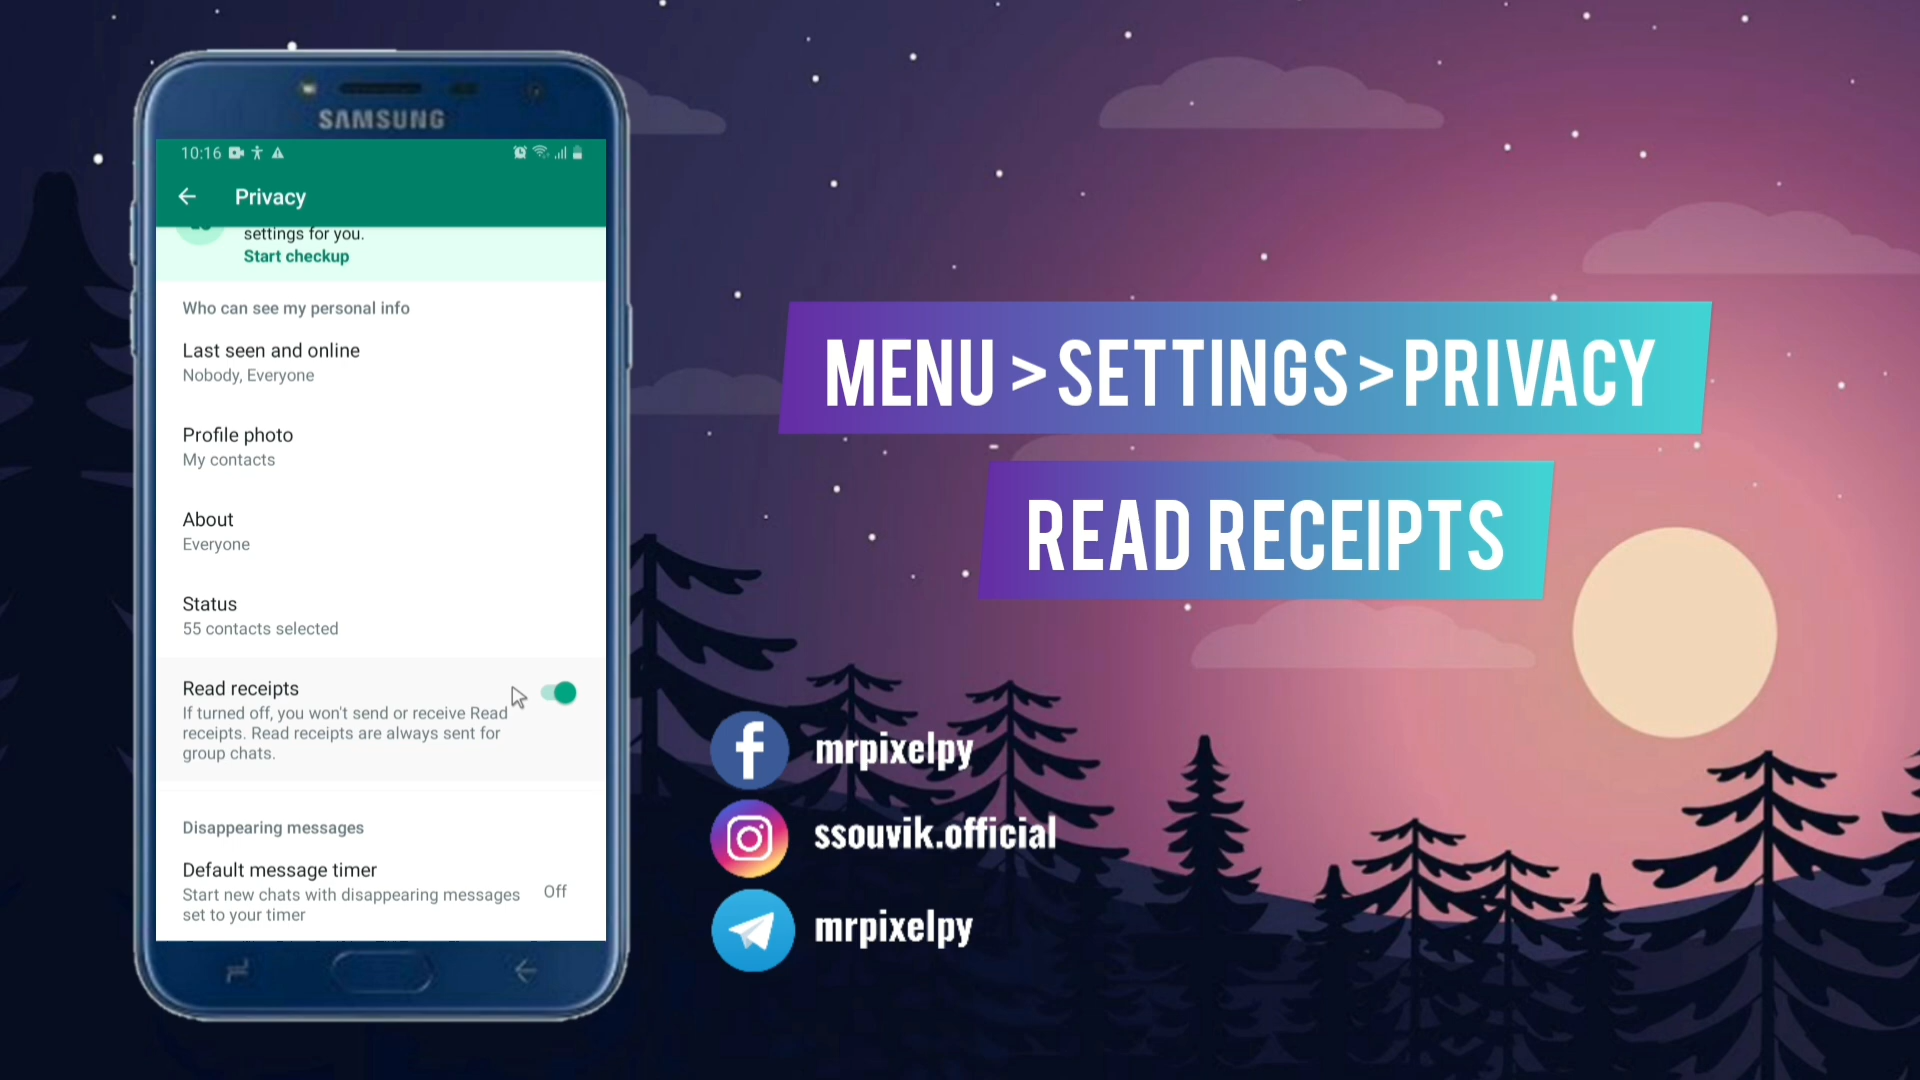 SAMSUNG
10:16
Privacy
settings for you.
Start checkup
Who can see my personal info
Last seen and online
Nobody, Everyone
Profile photo
My contacts
About
Everyone
Status
55 contacts selected
Read receipts
If turned off, you won't send or receive Read
receipts. Read receipts are always sent for
group chats.
Disappearing messages
Default message timer
Start new chats with disappearing messages
set to your timer
Off
MENU > SETTINGS > PRIVACY
READ RECEIPTS
mrpixelpy
ssouvik.official
mrpixelpy